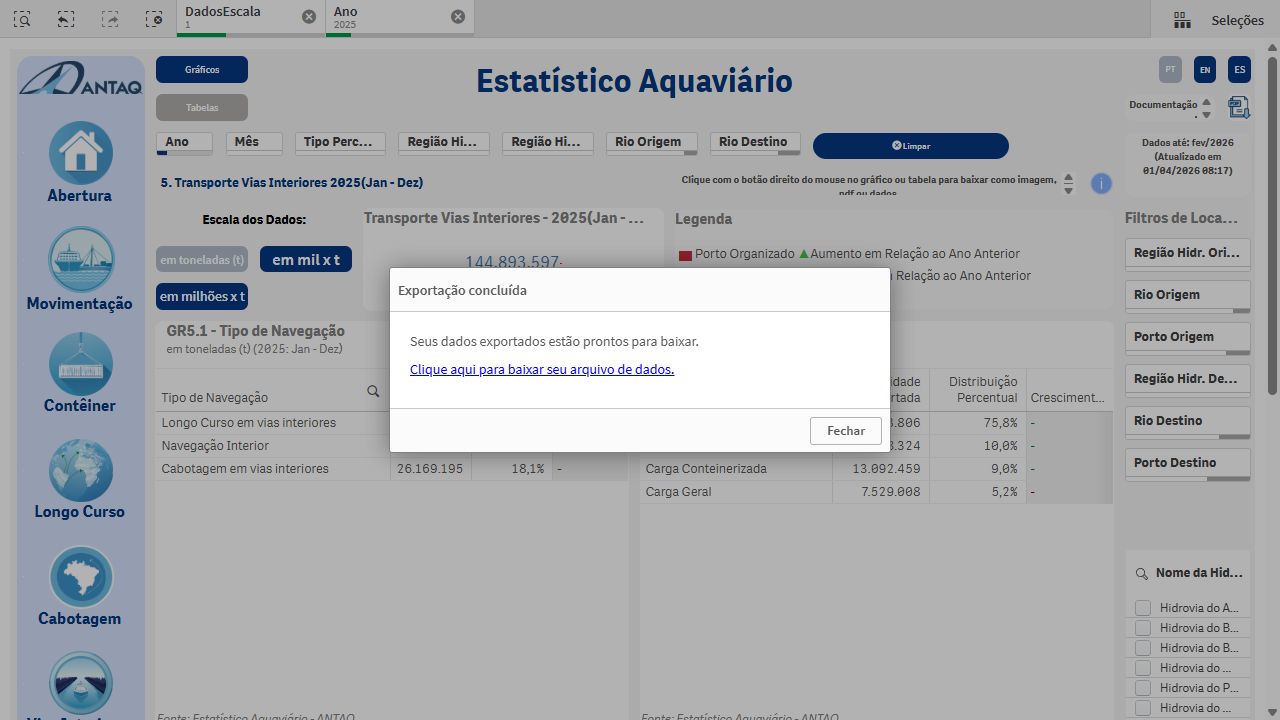 DadosEscala
1
Ano
2025
Seleções
ANTAQ
Gráficos
Tabelas
Estatístico Aquaviário
PT
EN
ES
Documentação
.
Ano
Mês
Tipo Perc...
Região Hi...
Região Hi...
Rio Origem
Rio Destino
Limpar
Dados até: fev/2026
(Atualizado em
01/04/2026 08:17)
5. Transporte Vias Interiores 2025(Jan - Dez)
Clique com o botão direito do mouse no gráfico ou tabela para baixar como imagem,
pdf ou dados
Abertura
Movimentação
Contêiner
Longo Curso
Cabotagem
Escala dos Dados:
em toneladas (t)
em mil x t
em milhões x t
Transporte Vias Interiores - 2025(Jan - ...
144.893.597
Legenda
Porto Organizado
Aumento em Relação ao Ano Anterior
Relação ao Ano Anterior
Exportação concluída
Seus dados exportados estão prontos para baixar.
Clique aqui para baixar seu arquivo de dados.
Fechar
GR5.1 - Tipo de Navegação
em toneladas (t) (2025: Jan - Dez)
Tipo de Navegação
Longo Curso em vias interiores
Navegação Interior
Cabotagem em vias interiores 26.169.195 18,1% -
Distribuição
Percentual
Cresciment...
.806 75,8% -
.324 10,0% -
Carga Conteinerizada 13.092.459 9,0% -
Carga Geral 7.529.008 5,2% -
Fonte: Estatístico Aquaviário - ANTAQ
Fonte: Estatístico Aquaviário - ANTAQ
Filtros de Loca...
Região Hidr. Ori...
Rio Origem
Porto Origem
Região Hidr. De...
Rio Destino
Porto Destino
Nome da Hid...
Hidrovia do A...
Hidrovia do B...
Hidrovia do B...
Hidrovia do ...
Hidrovia do P...
Hidrovia do ...